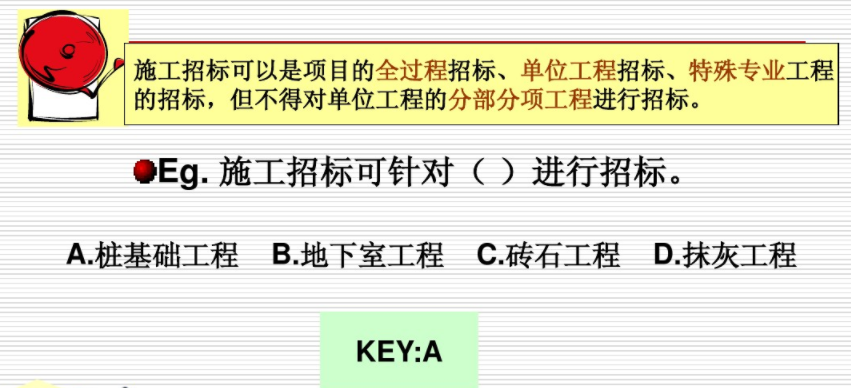 施工招标可以是项目的全过程招标、单位工程招标、特殊专业工程
的招标，但不得对单位工程的分部分项工程进行招标。
Eg. 施工招标可针对（ ）进行招标。
A.桩基础工程 B.地下室工程 C.砖石工程 D.抹灰工程
KEY:A